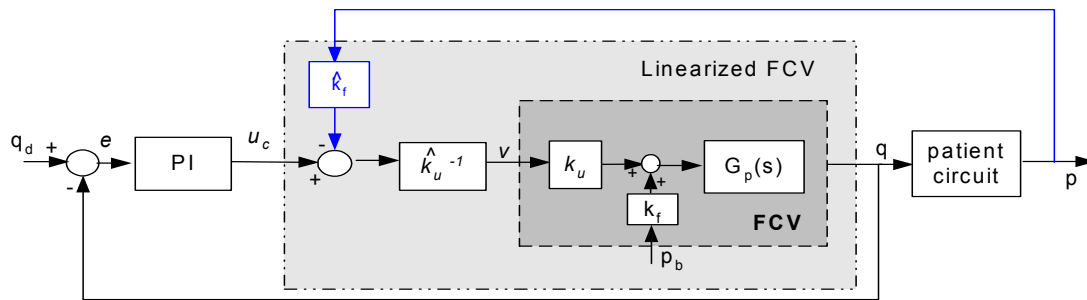 Linearized FCV
k̂f
qd + e
-
PI
uc
-
+
k̂u -1
v
ku
+ +
kf
pb
Gp(s)
FCV
q
patient
circuit
p